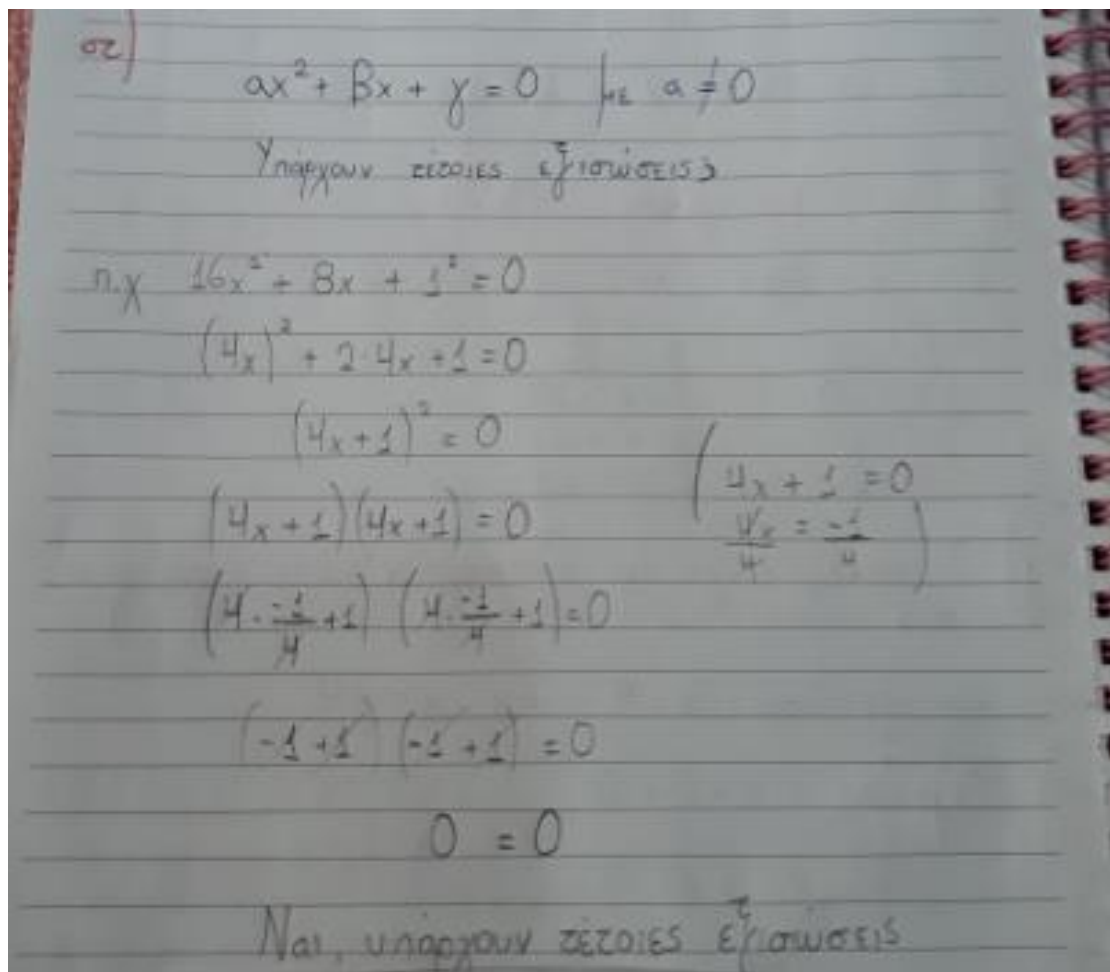 στ)
αx² + βx + γ = 0 με α ≠ 0
Υπάρχουν τέτοιες εξισώσεις;
π.χ 16x² + 8x + 1² = 0
(4x)² + 2·4x + 1 = 0
(4x + 1)² = 0
(4x + 1)(4x + 1) = 0
(4x + 1 = 0
4x/4 = -1/4)
(4 · -1/4 + 1) (4 · -1/4 + 1) = 0
(-1 + 1) (-1 + 1) = 0
0 = 0
Ναι, υπάρχουν τέτοιες εξισώσεις